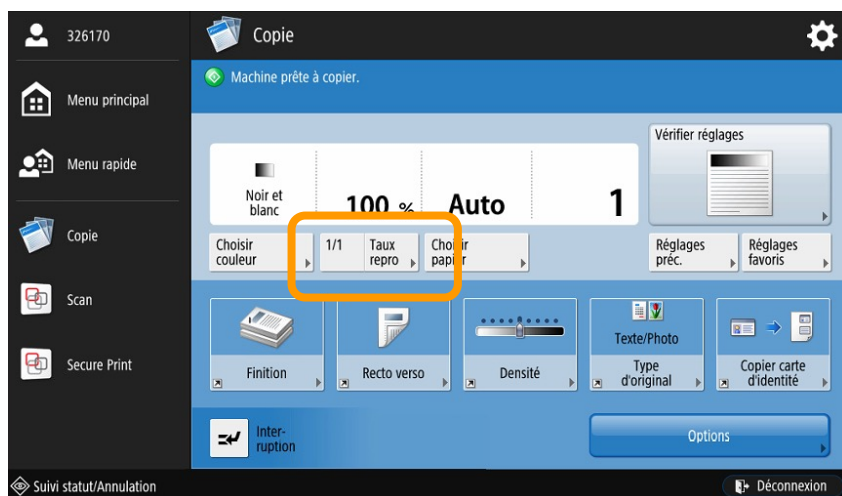 326170
Copie
Machine prête à copier.
Menu principal
Menu rapide
Copie
Scan
Secure Print
Vérifier réglages
Noir et
blanc
100 %
Auto
1
Choisir
couleur
1/1
Taux
repro
Choisir
papier
Réglages
préc.
Réglages
favoris
Finition
Recto verso
Densité
Texte/Photo
Type
d'original
Copier carte
d'identité
Inter-
ruption
Options
Suivi statut/Annulation
Déconnexion